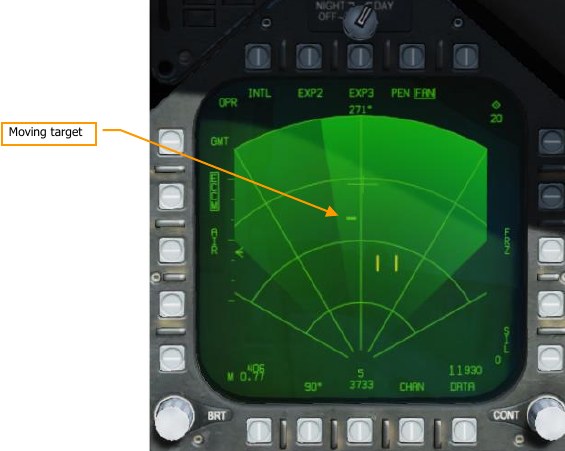 NIGHT DAY
OFF
INTL EXP2 EXP3 PEN FAN
OPR
271°
20
Moving target
GMT
ECCM
AIR
FRZ
SIL
0
406
M 0.77
90°
5
3733
CHAN
11930
DATA
BRT
CONT